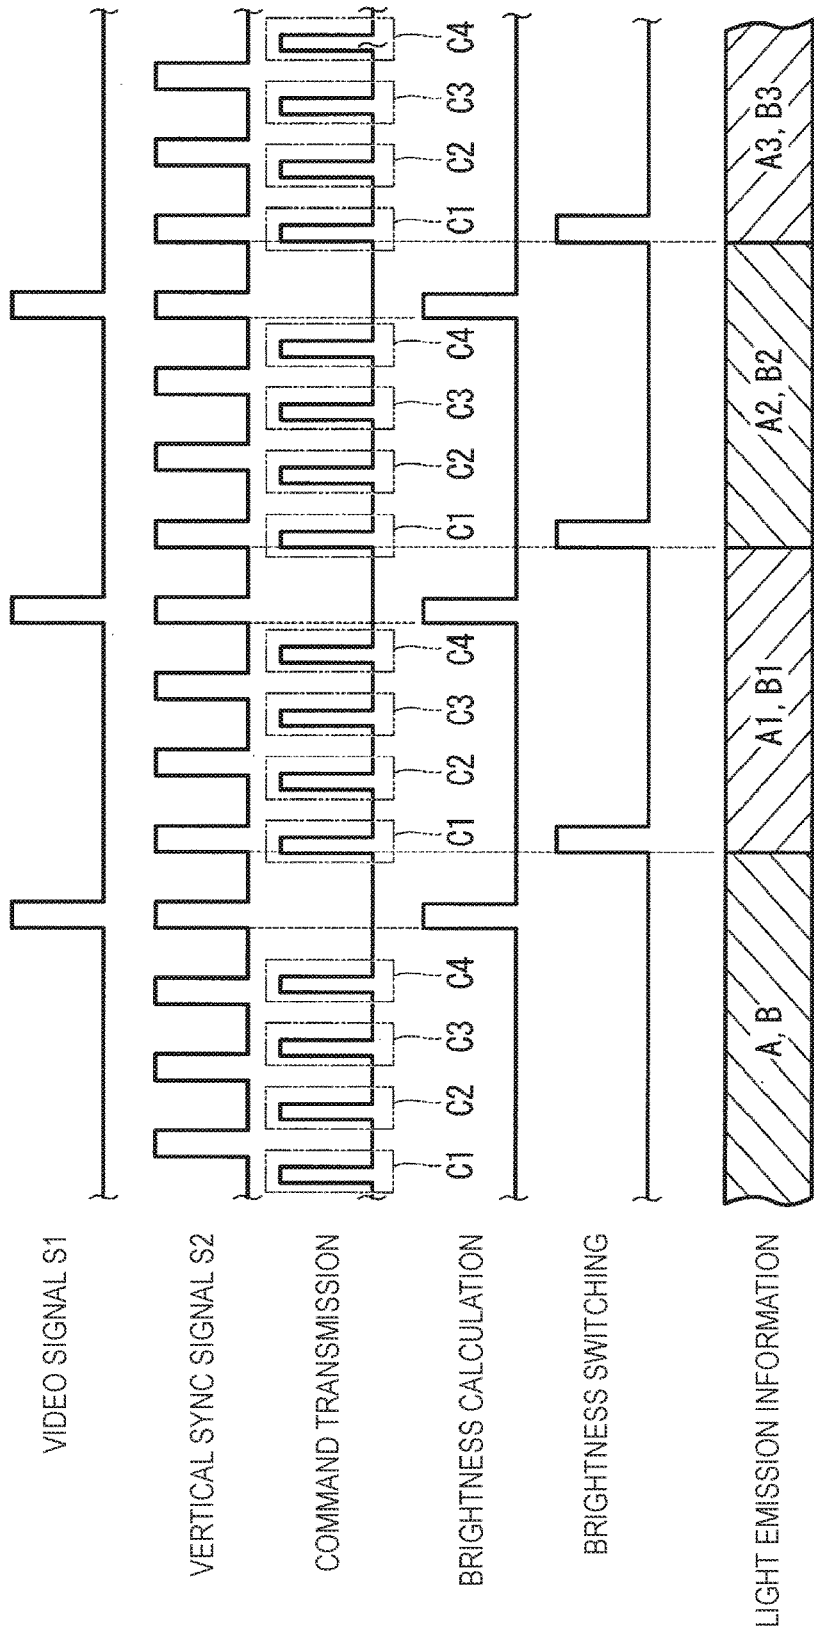 VIDEO SIGNAL S1
VERTICAL SYNC SIGNAL S2
COMMAND TRANSMISSION
C1 C2 C3 C4 C1 C2 C3 C4 C1 C2 C3 C4 C1 C2 C3 C4
BRIGHTNESS CALCULATION
BRIGHTNESS SWITCHING
LIGHT EMISSION INFORMATION
A, B A1, B1 A2, B2 A3, B3